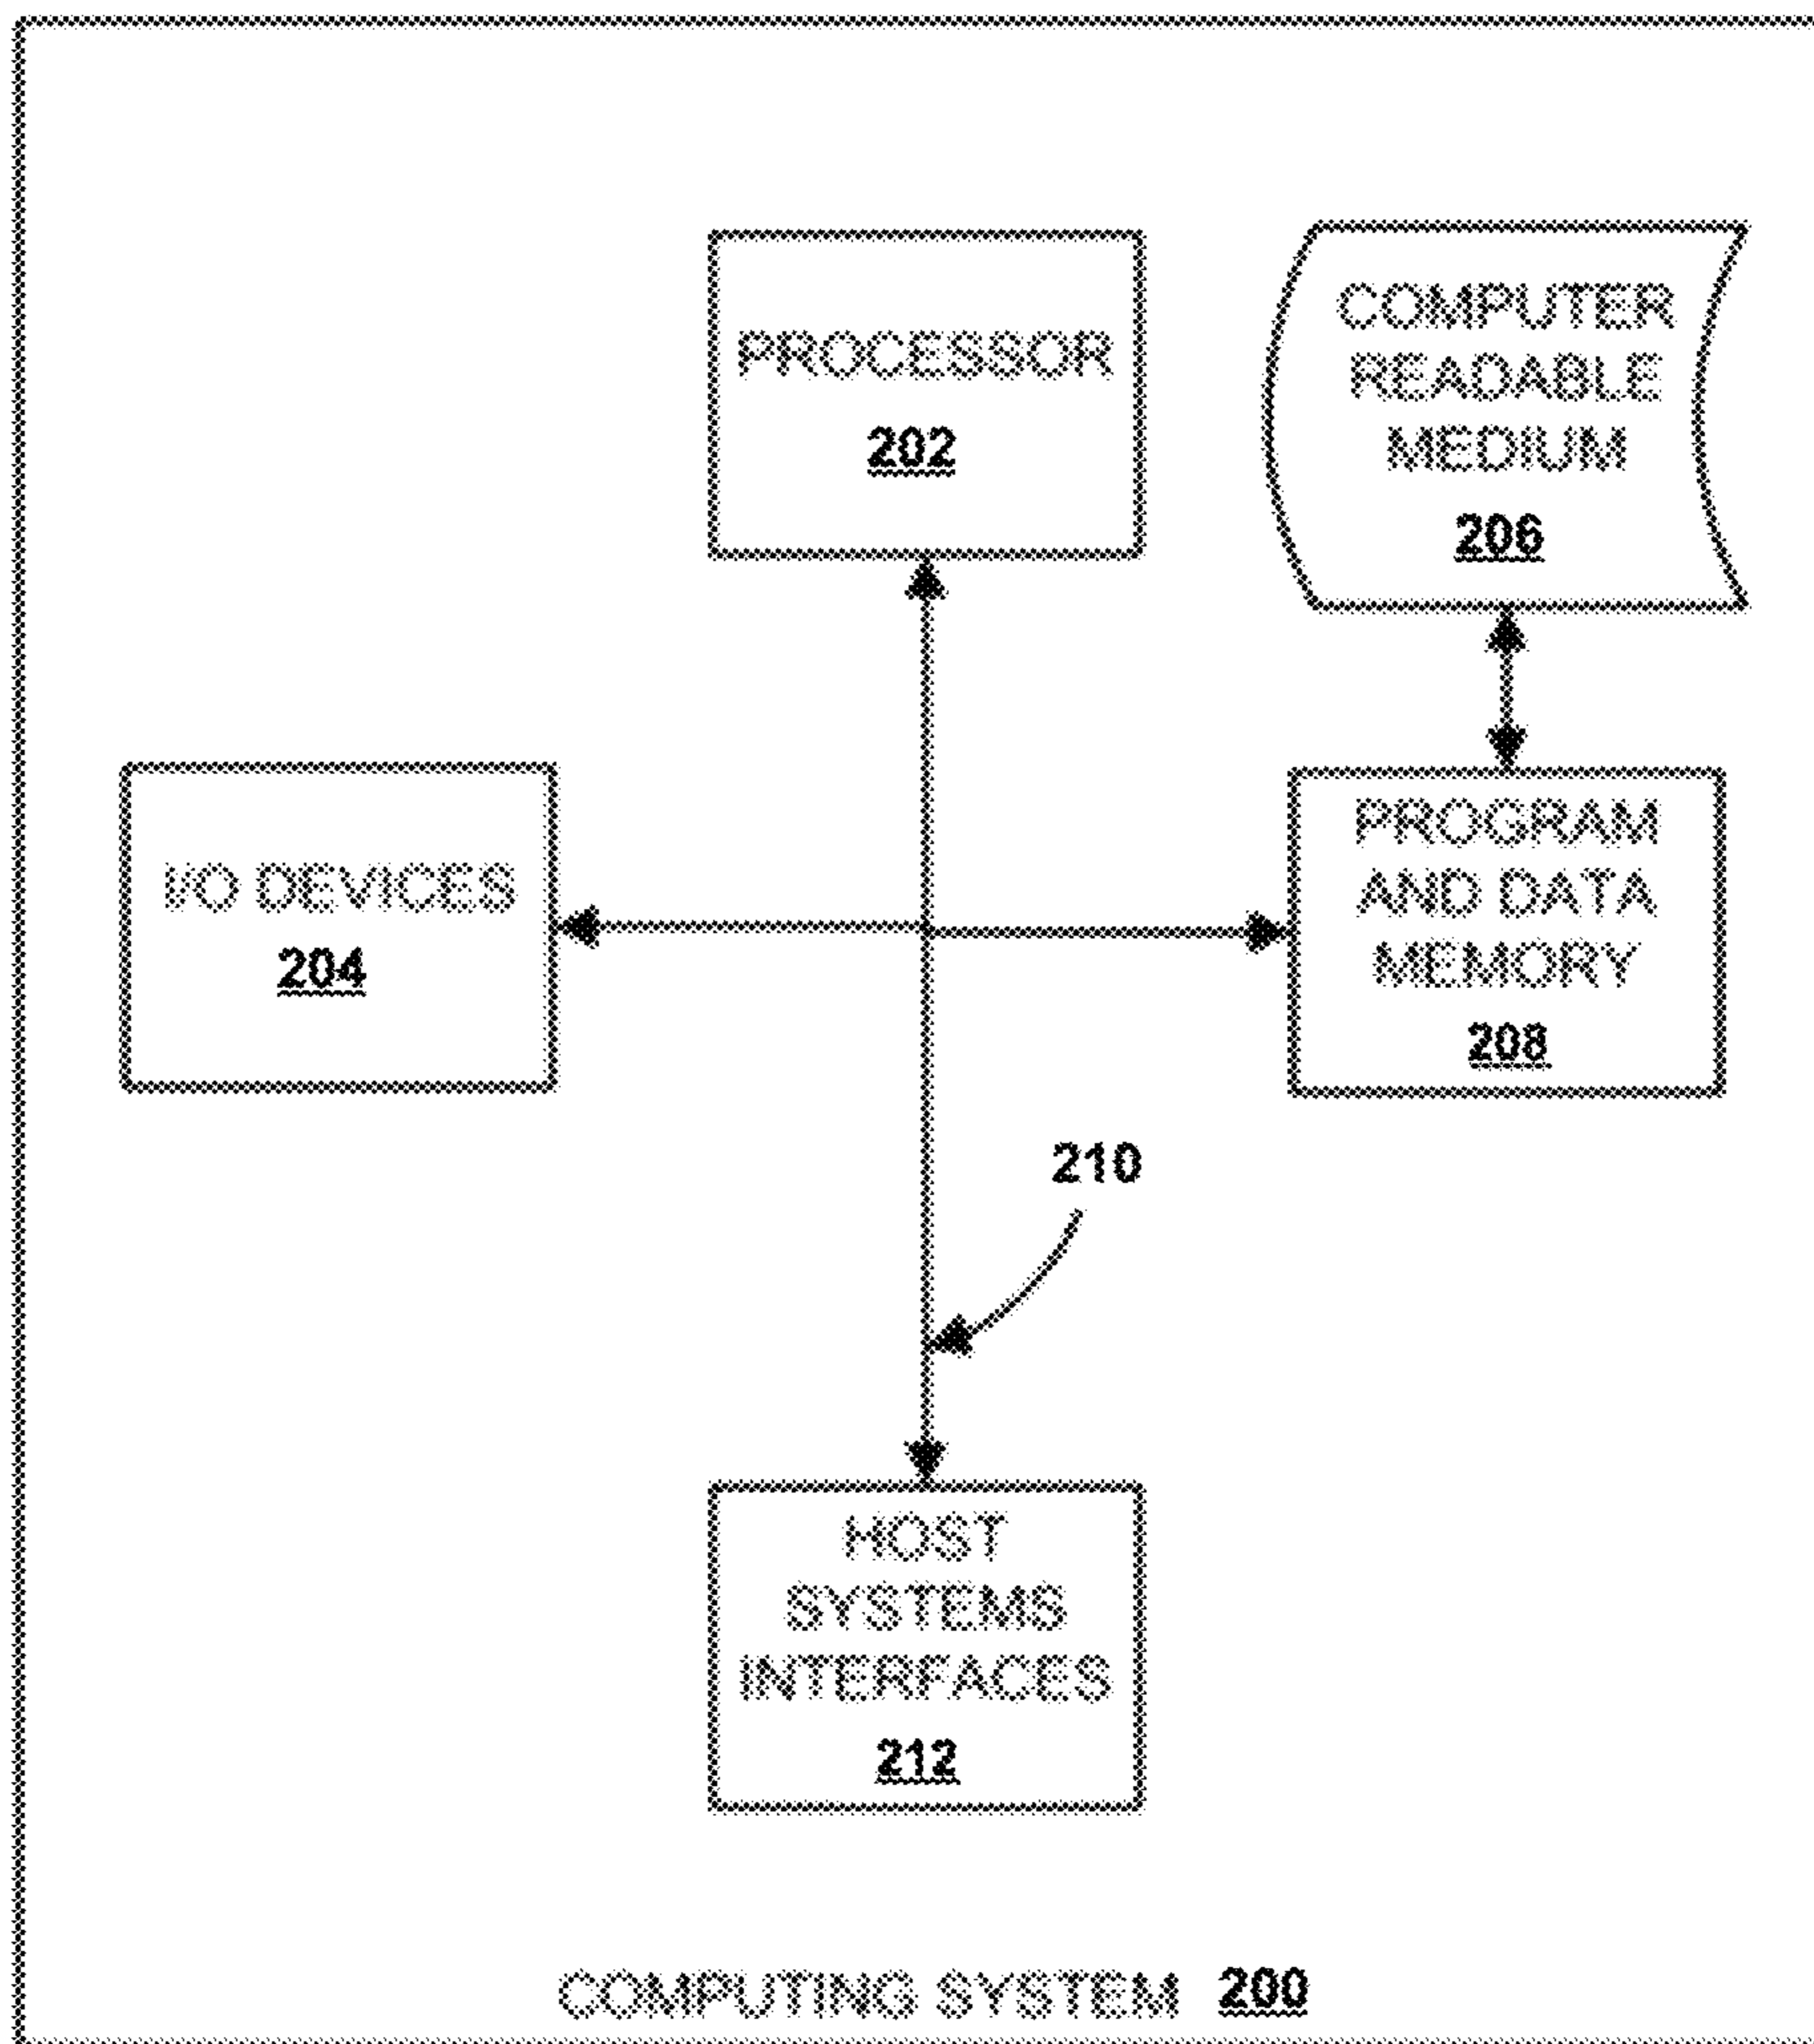 PROCESSOR
202
COMPUTER
READABLE
MEDIUM
206
I/O DEVICES
204
PROGRAM
AND DATA
MEMORY
208
210
HOST
SYSTEMS
INTERFACES
212
COMPUTING SYSTEM 200